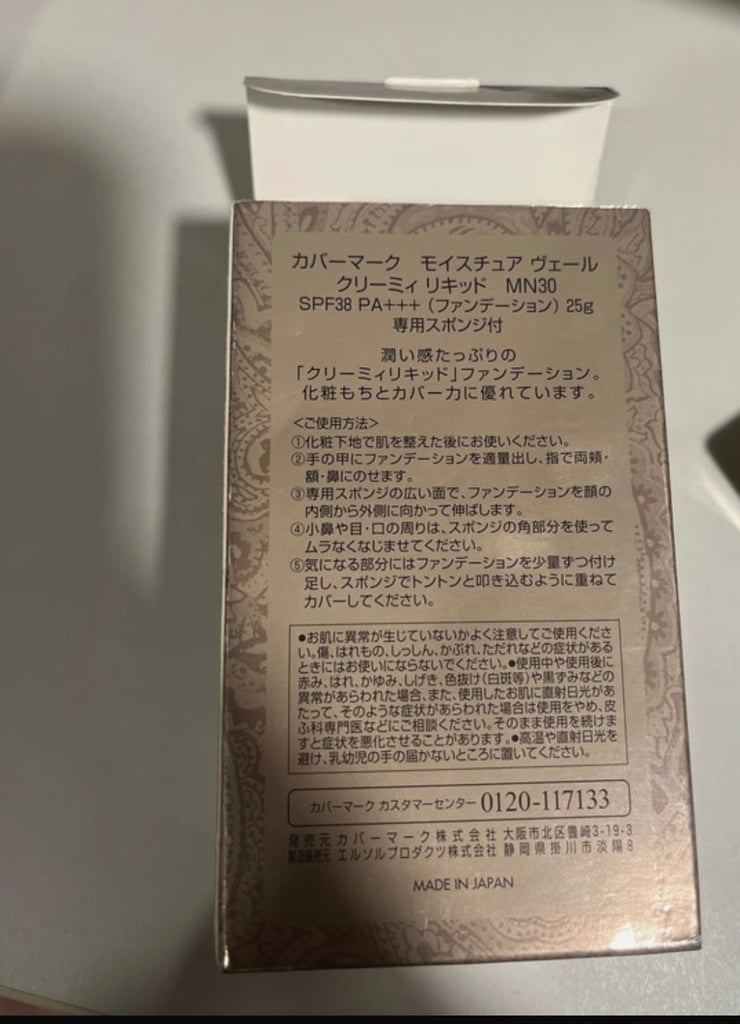 カバーマーク モイスチュア ヴェール
クリーミィ リキッド MN30
SPF38 PA+++ (ファンデーション) 25g
専用スポンジ付
潤い感たっぷりの
「クリーミィリキッド」ファンデーション。
化粧もちとカバー力に優れています。
<ご使用方法>
①化粧下地で肌を整えた後にお使いください。
②手の甲にファンデーションを適量出し、指で両頬・
額・鼻にのせます。
③専用スポンジの広い面で、ファンデーションを顔の
内側から外側に向かって伸ばします。
④小鼻や目・口の周りは、スポンジの角部分を使って
ムラなくなじませてください。
⑤気になる部分にはファンデーションを少量ずつ付け
足し、スポンジでトントンと叩き込むように重ねて
カバーしてください。
●お肌に異常が生じていないかよく注意してご使用くださ
い。傷、はれもの、しっしん、かぶれ、ただれなどの症状がある
ときにはお使いにならないでください。●使用中や使用後に
赤み、はれ、かゆみ、しげき、色抜け(白斑等)や黒ずみなどの
異常があらわれた場合、また、使用したお肌に直射日光があ
たって、そのような症状があらわれた場合は使用をやめ、皮
ふ科専門医などにご相談ください。そのまま使用を続けま
すと症状を悪化させることがあります。●高温や直射日光を
避け、乳幼児の手の届かないところに置いてください。
カバーマーク カスタマーセンター 0120-117133
発売元 カバーマーク株式会社 大阪市北区豊崎3-19-3
製造販売元 エルソルプロダクツ株式会社 静岡県掛川市淡陽8
MADE IN JAPAN